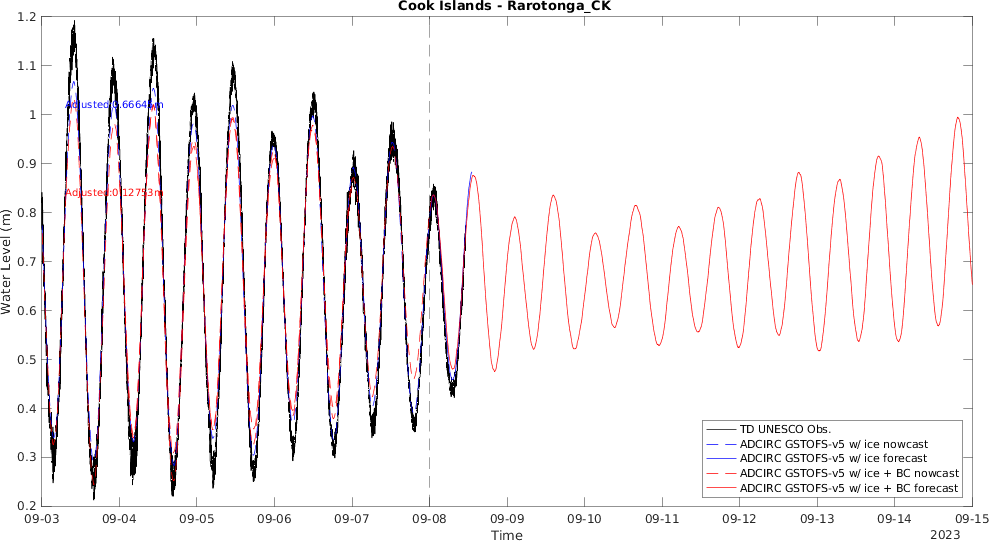 Cook Islands - Rarotonga_CK
1.2
1.1
1
0.9
0.8
0.7
0.6
0.5
0.4
0.3
0.2
Water Level (m)
Adjusted:0.12753m
TD UNESCO Obs.
ADCIRC GSTOFS-v5 w/ ice nowcast
ADCIRC GSTOFS-v5 w/ ice forecast
ADCIRC GSTOFS-v5 w/ ice + BC nowcast
ADCIRC GSTOFS-v5 w/ ice + BC forecast
09-03 09-04 09-05 09-06 09-07 09-08 09-09 09-10 09-11 09-12 09-13 09-14 09-15
Time
2023